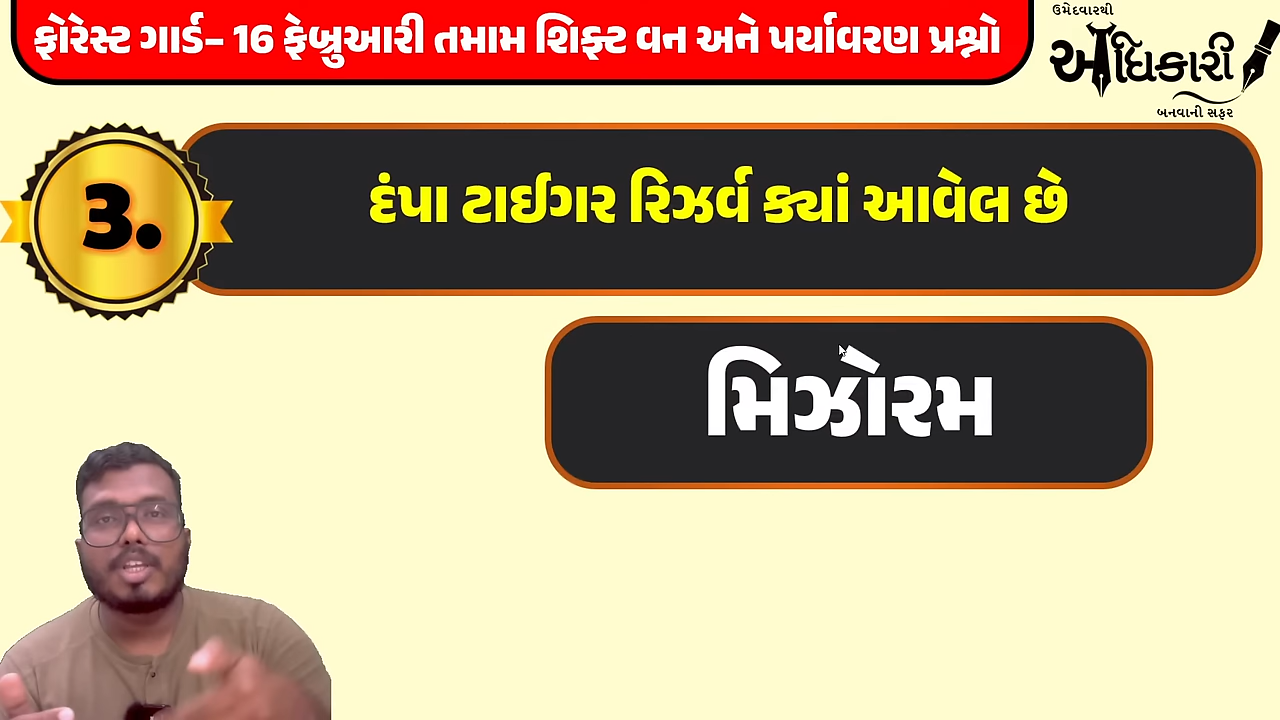 ફોરેસ્ટ ગાર્ડ– 16 ફેબ્રુઆરી તમામ શિફ્ટ વન અને પર્યાવરણ પ્રશ્નો
ઉમેદવારથી
અધિકારી
બનવાની સફર
3.
દંપા ટાઈગર રિઝર્વ ક્યાં આવેલ છે
મિઝોરમ